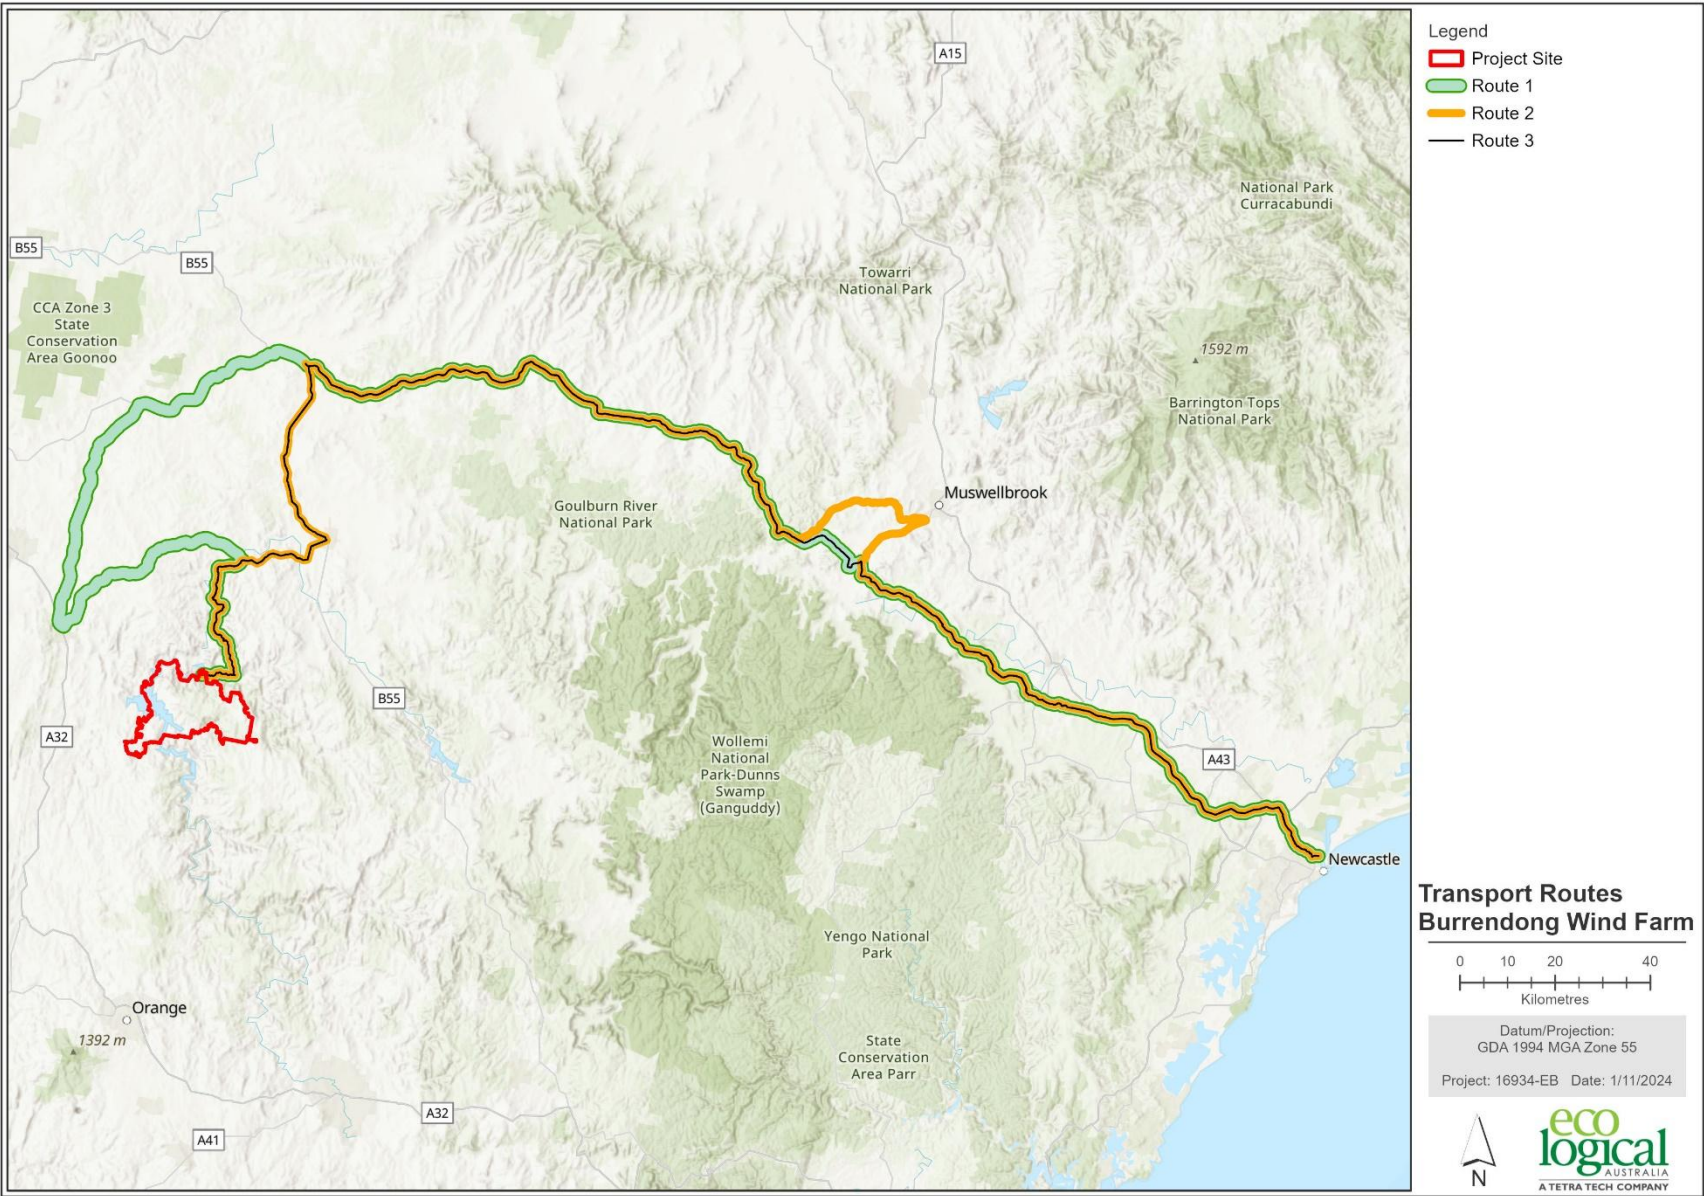 A15
National Park
Curracabundi
B55
B55
Towarri
National Park
CCA Zone 3
State
Conservation
Area Goonoo
1592 m
Barrington Tops
National Park
Muswellbrook
Goulburn River
National Park
B55
A32
Wollemi
National
Park-Dunns
Swamp
(Ganguddy)
A43
Newcastle
Yengo National
Park
Orange
1392 m
State
Conservation
Area Parr
A32
A41
Legend
Project Site
Route 1
Route 2
Route 3
Transport Routes
Burrendong Wind Farm
0 10 20 40
Kilometres
Datum/Projection:
GDA 1994 MGA Zone 55
Project: 16934-EB Date: 1/11/2024
N
eco
logical
AUSTRALIA
A TETRA TECH COMPANY